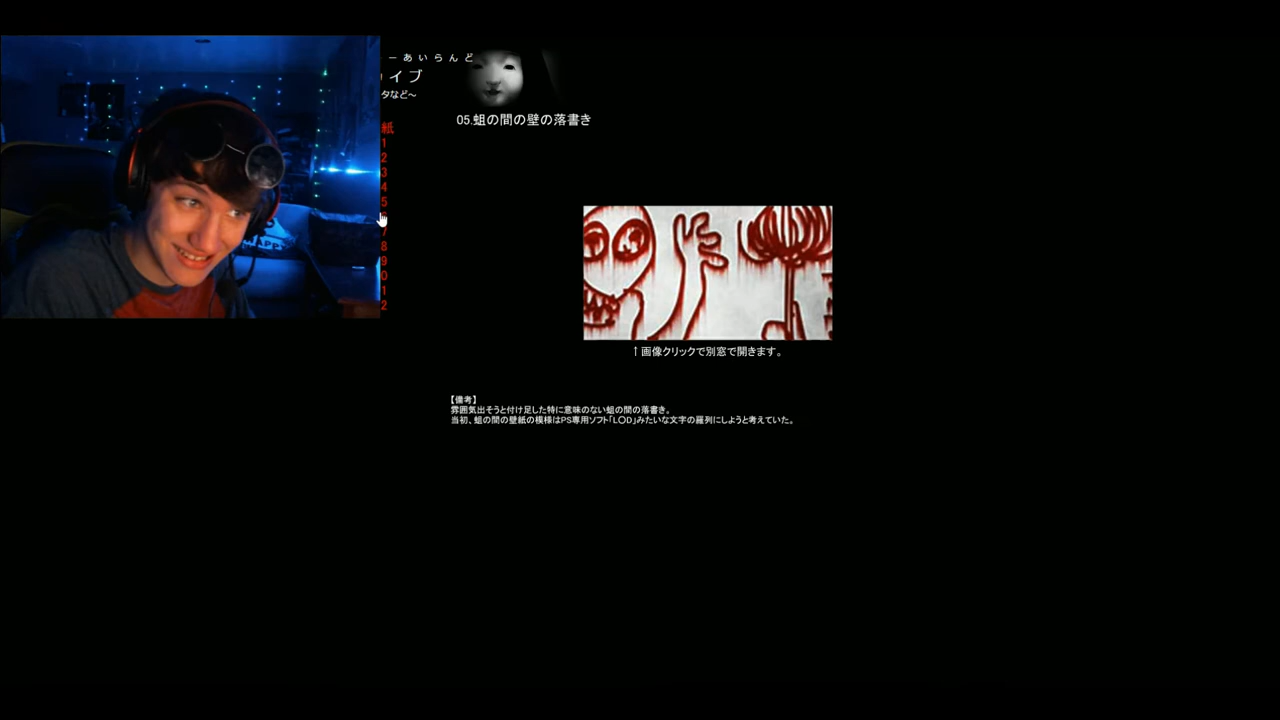 ーあいらんど
イブ
タなど～
05.蛆の間の壁の落書き
紙
1
2
3
4
5
7
8
9
0
1
2
↑画像クリックで別窓で開きます。
【備考】
雰囲気出そうと付け足した特に意味のない蛆の間の落書き。
当初、蛆の間の壁紙の模様はPS専用ソフト「L〇D」みたいな文字の羅列にしようと考えていた。